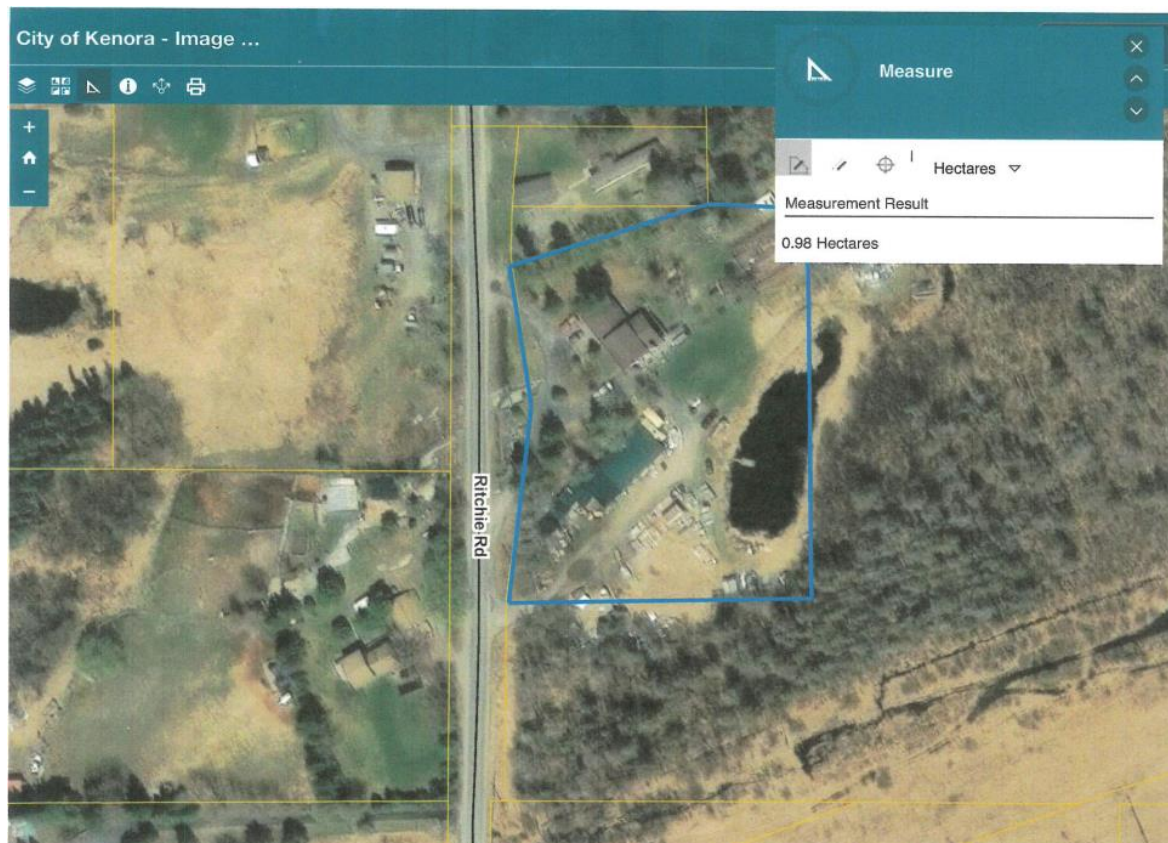 City of Kenora - Image ...
Measure
Hectares
Measurement Result
0.98 Hectares
Ritchie Rd